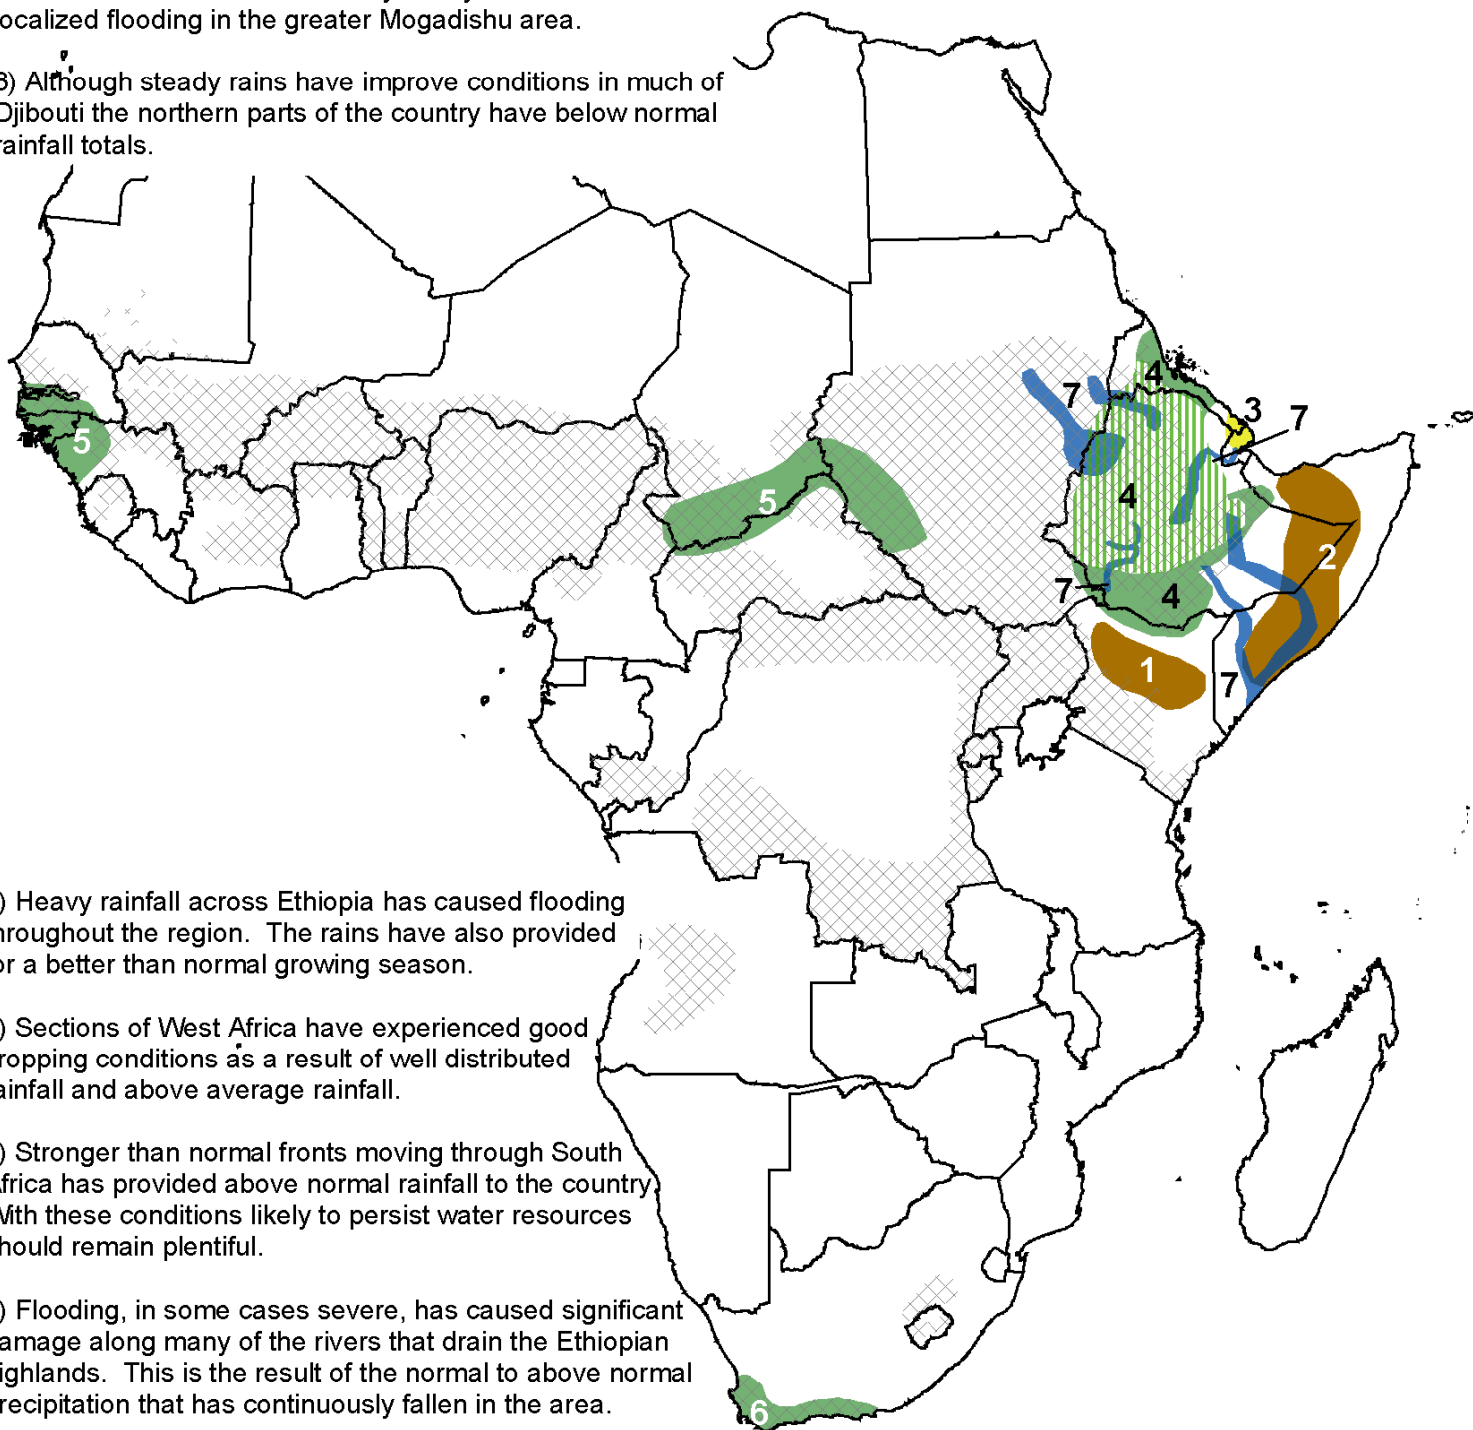 ocalized flooding in the greater Mogadishu area.
3) Although steady rains have improve conditions in much of
Djibouti the northern parts of the country have below normal
rainfall totals.
3
7
7
4
5
5
4
2
7
4
1
7
) Heavy rainfall across Ethiopia has caused flooding
hroughout the region. The rains have also provided
or a better than normal growing season.
) Sections of West Africa have experienced good
ropping conditions as a result of well distributed
ainfall and above average rainfall.
) Stronger than normal fronts moving through South
Africa has provided above normal rainfall to the country
With these conditions likely to persist water resources
hould remain plentiful.
) Flooding, in some cases severe, has caused significant
amage along many of the rivers that drain the Ethiopian
ighlands. This is the result of the normal to above normal
recipitation that has continuously fallen in the area.
6